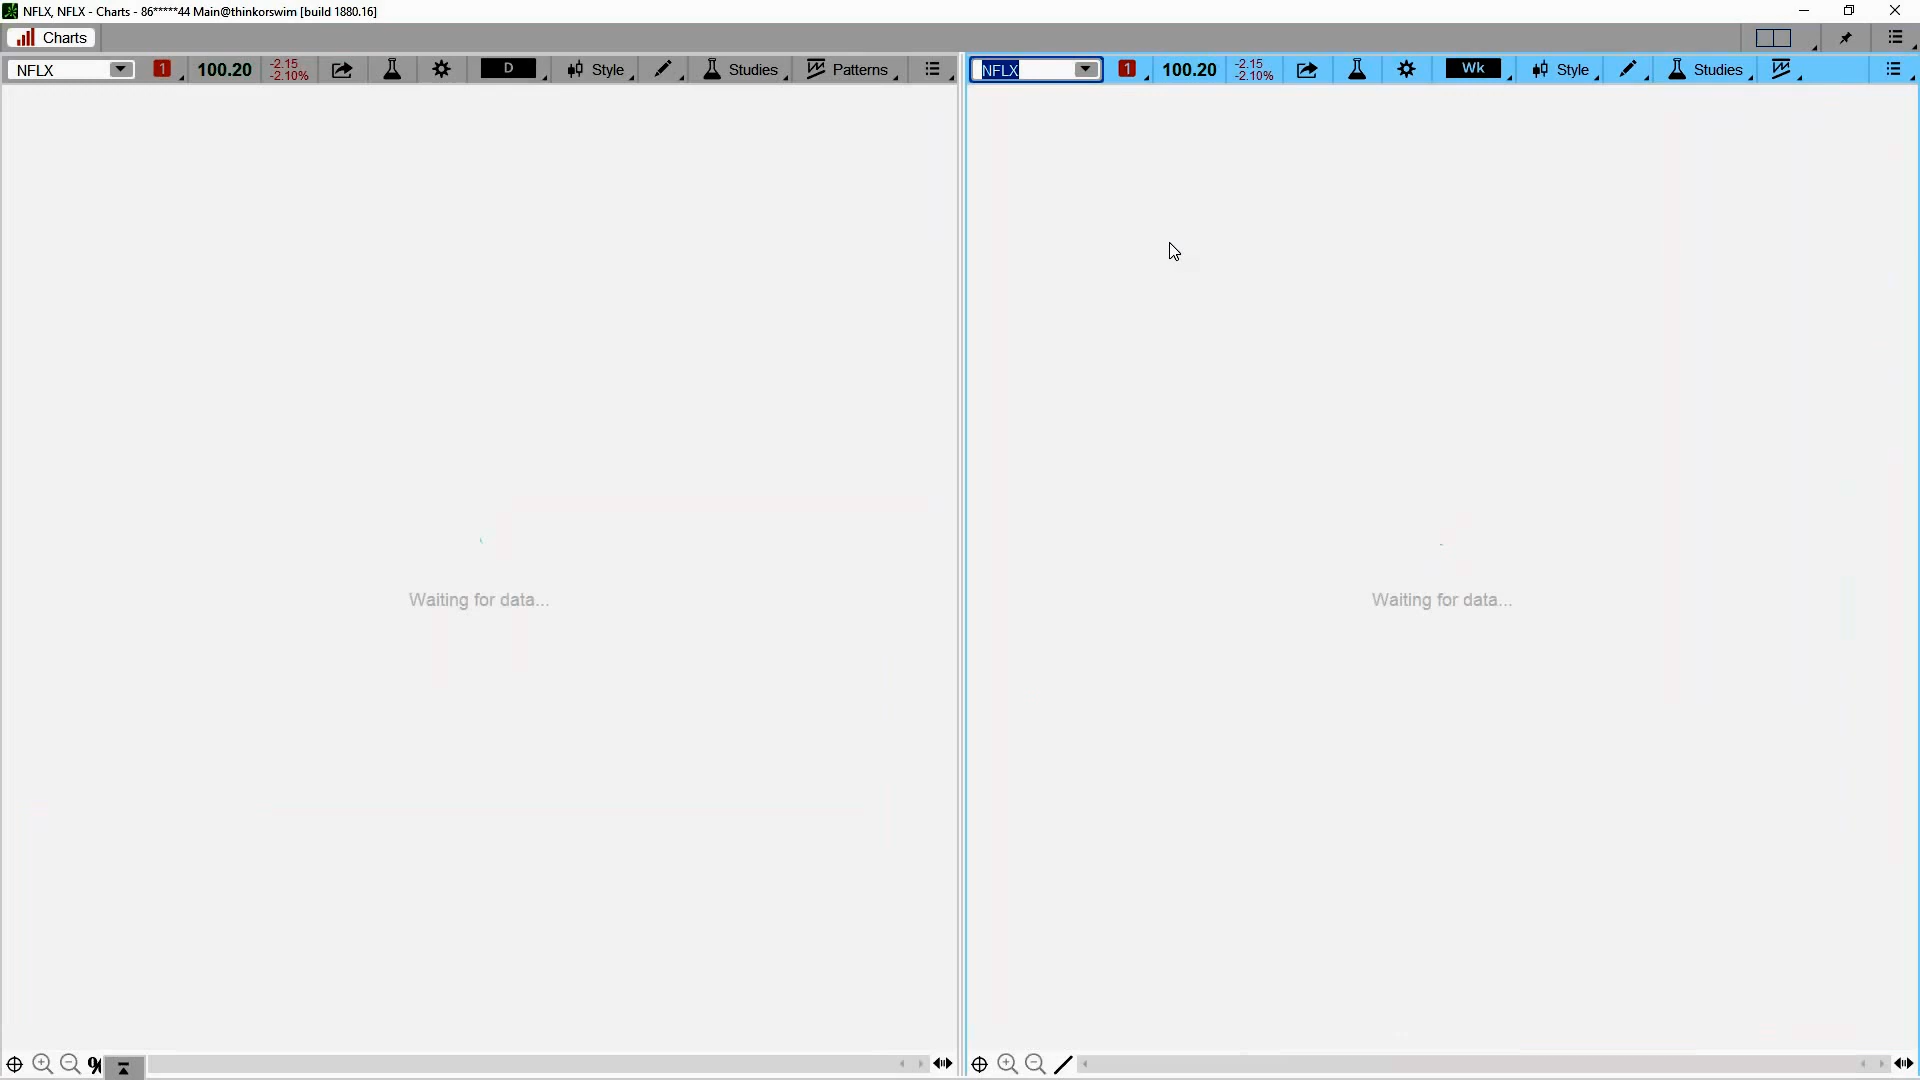 NFLX, NFLX - Charts - 86*****44 Main@thinkorswim [build 1880.16]
Charts
NFLX 1 100.20 -2.15 -2.10% D Style Studies Patterns
NFLX 1 100.20 -2.15 -2.10% Wk Style Studies
Waiting for data...
Waiting for data...
%